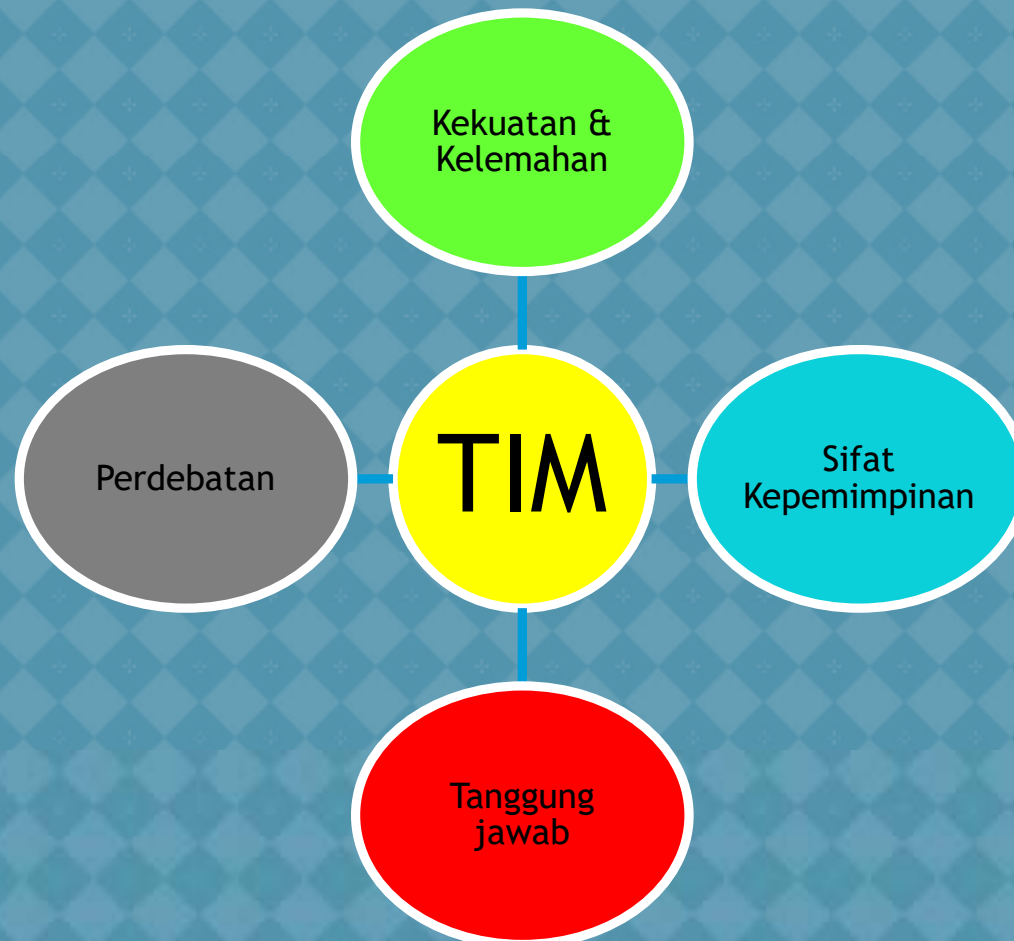 Kekuatan &
Kelemahan
Perdebatan
TIM
Sifat
Kepemimpinan
Tanggung
jawab